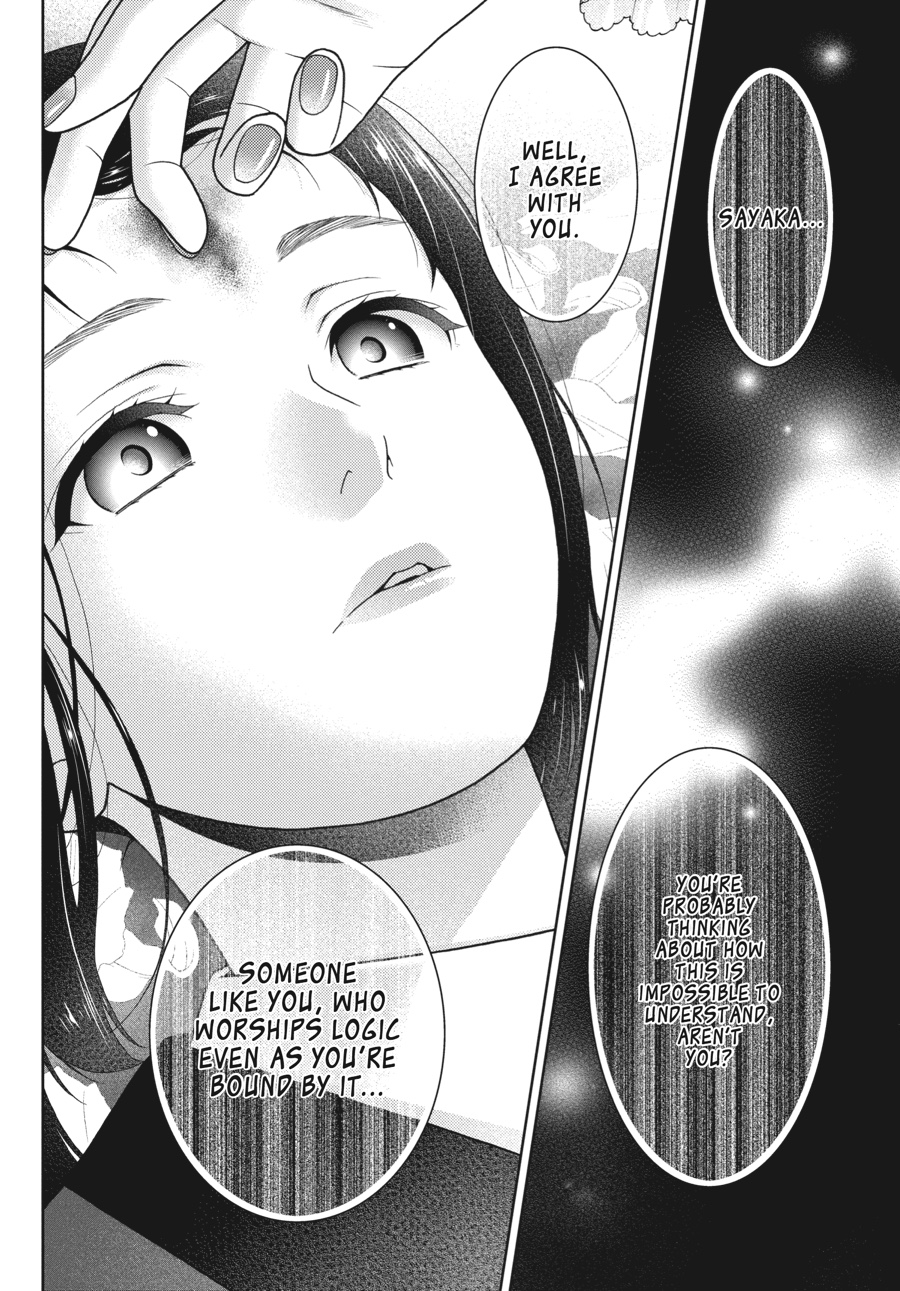 SAYAKA...
YOU'RE
PROBABLY
THINKING
ABOUT HOW
THIS IS
IMPOSSIBLE TO
UNDERSTAND,
AREN'T
YOU?
WELL,
I AGREE
WITH
YOU.
SOMEONE
LIKE YOU, WHO
WORSHIPS LOGIC
EVEN AS YOU'RE
BOUND BY IT...